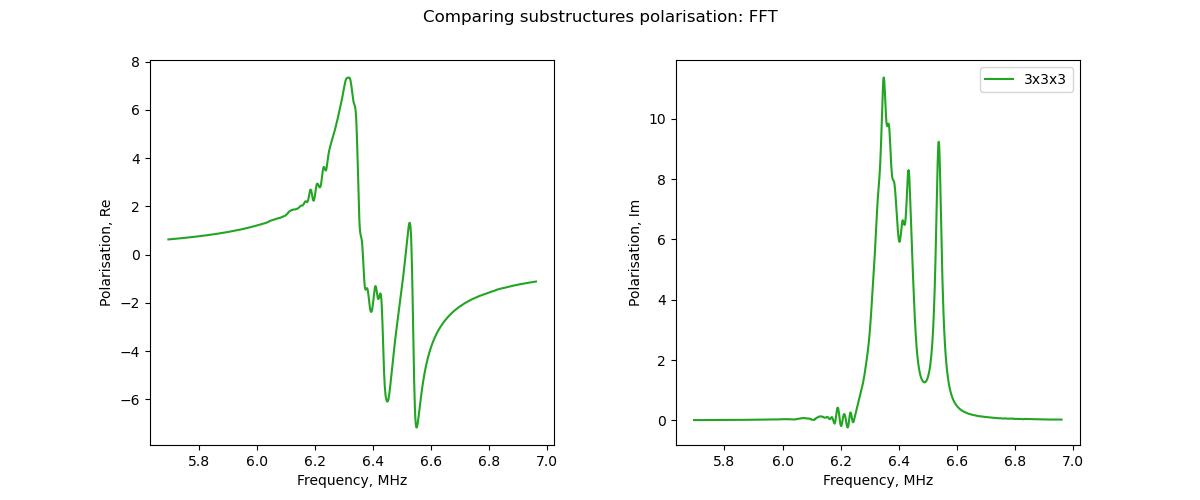 Comparing substructures polarisation: FFT
8
6
4
2
0
−2
−4
−6
Polarisation, Re
5.8 6.0 6.2 6.4 6.6 6.8 7.0
Frequency, MHz
3x3x3
10
8
6
4
2
0
Polarisation, Im
5.8 6.0 6.2 6.4 6.6 6.8 7.0
Frequency, MHz